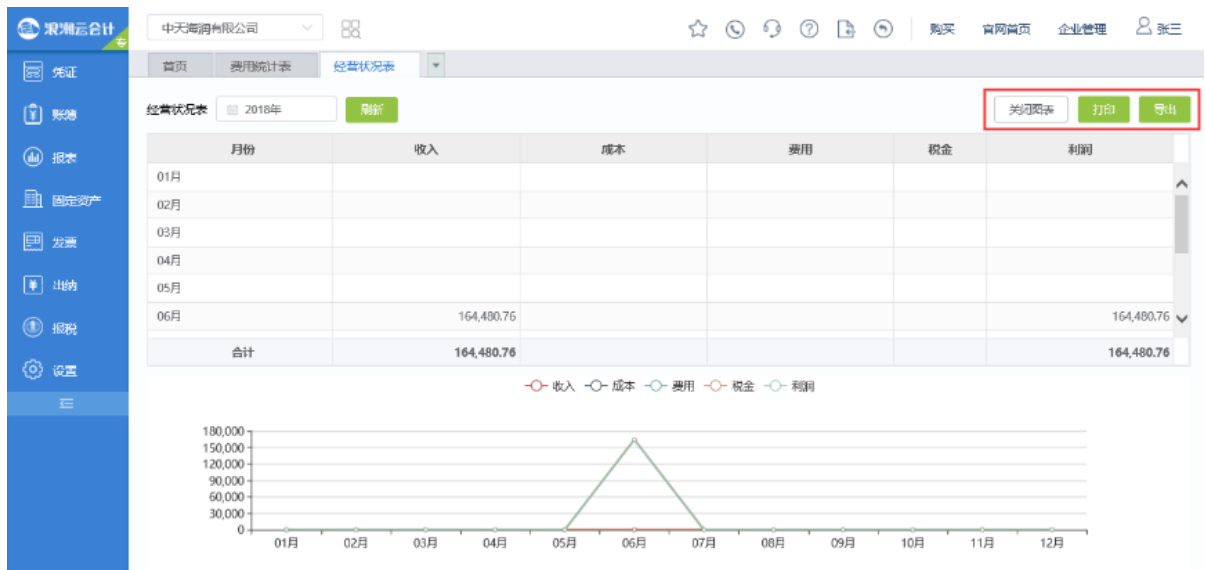 浪潮云会计 专
中天海润有限公司
购买 官网首页 企业管理 张三
首页 费用统计表 经营状况表
凭证
账簿
报表
固定资产
发票
出纳
报税
设置
经营状况表 2018年 刷新 关闭图表 打印 导出
月份 收入 成本 费用 税金 利润
01月
02月
03月
04月
05月
06月 164,480.76 164,480.76
合计 164,480.76 164,480.76
收入 成本 费用 税金 利润
180,000
150,000
120,000
90,000
60,000
30,000
0
01月 02月 03月 04月 05月 06月 07月 08月 09月 10月 11月 12月